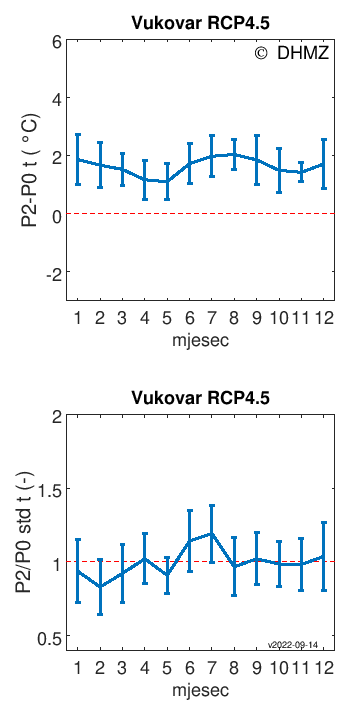 Vukovar RCP4.5
© DHMZ
P2-P0 t ( °C)
6
4
2
0
-2
1 2 3 4 5 6 7 8 9 10 11 12
mjesec
Vukovar RCP4.5
P2/P0 std t (-)
2
1.5
1
0.5
v2022-09-14
1 2 3 4 5 6 7 8 9 10 11 12
mjesec